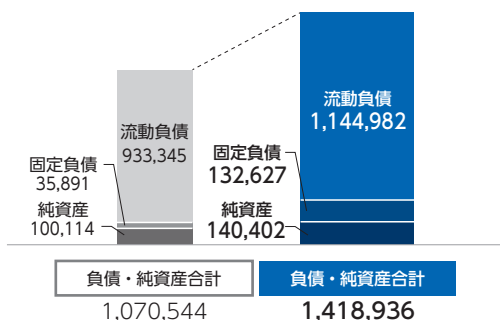 流動負債
933,345
固定負債
35,891
純資産
100,114
流動負債
1,144,982
固定負債
132,627
純資産
140,402
負債・純資産合計
1,070,544
負債・純資産合計
1,418,936